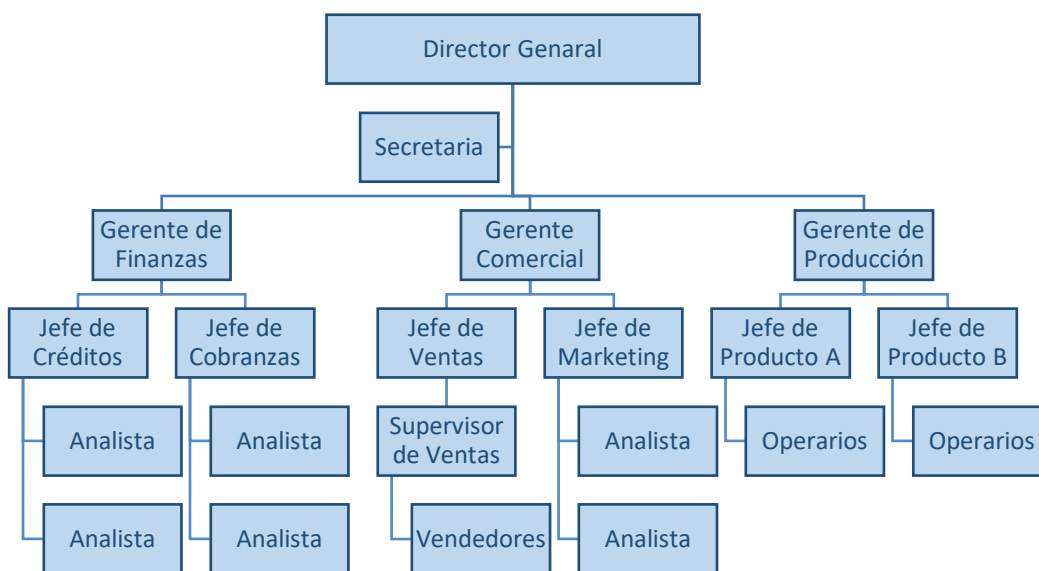 Director Genaral
Secretaria
Gerente de
Finanzas
Gerente
Comercial
Gerente de
Producción
Jefe de
Créditos
Jefe de
Cobranzas
Jefe de
Ventas
Jefe de
Marketing
Jefe de
Producto A
Jefe de
Producto B
Analista
Analista
Supervisor
de Ventas
Analista
Operarios
Operarios
Analista
Analista
Vendedores
Analista